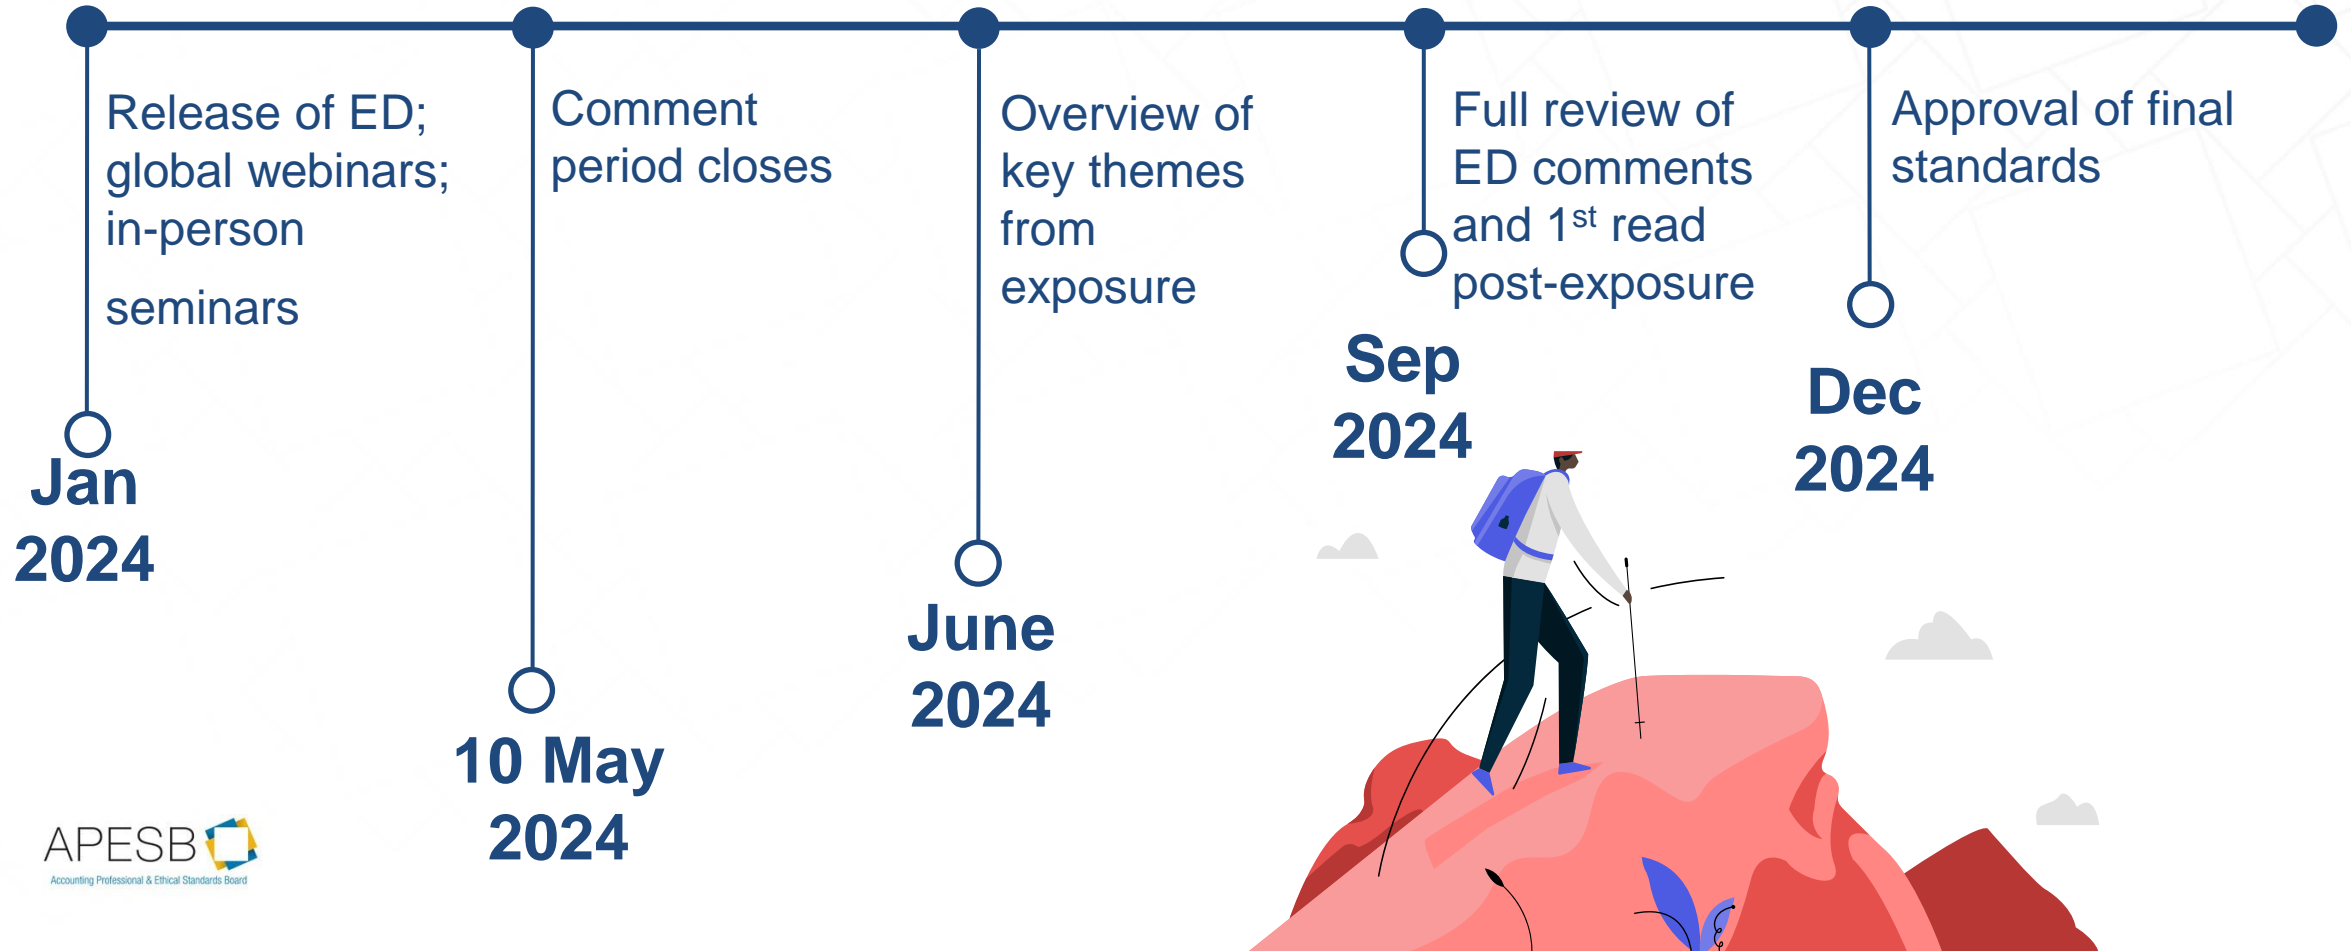 Release of ED;
global webinars;
in-person
seminars
Jan
2024
Comment
period closes
10 May
2024
Overview of
key themes
from
exposure
June
2024
Full review of
ED comments
and 1st read
post-exposure
Sep
2024
Approval of final
standards
Dec
2024
APESB
Accounting Professional & Ethical Standards Board